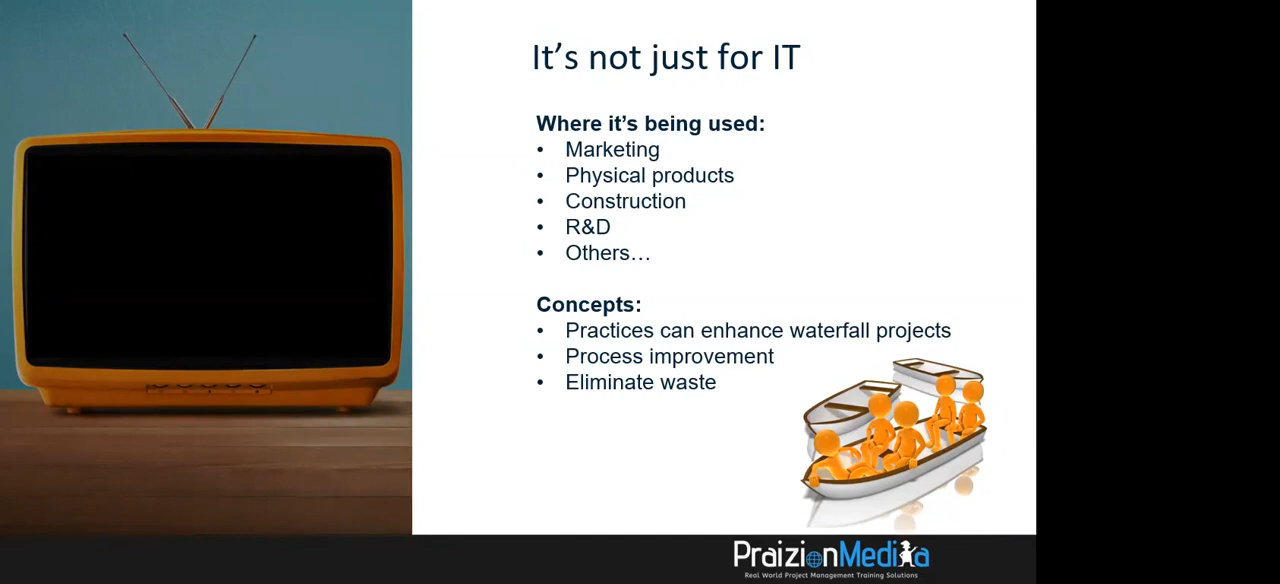 It's not just for IT
Where it's being used:
• Marketing
• Physical products
• Construction
• R&D
• Others…
Concepts:
• Practices can enhance waterfall projects
• Process improvement
• Eliminate waste
PraizionMedia
Real World Project Management Training Solutions